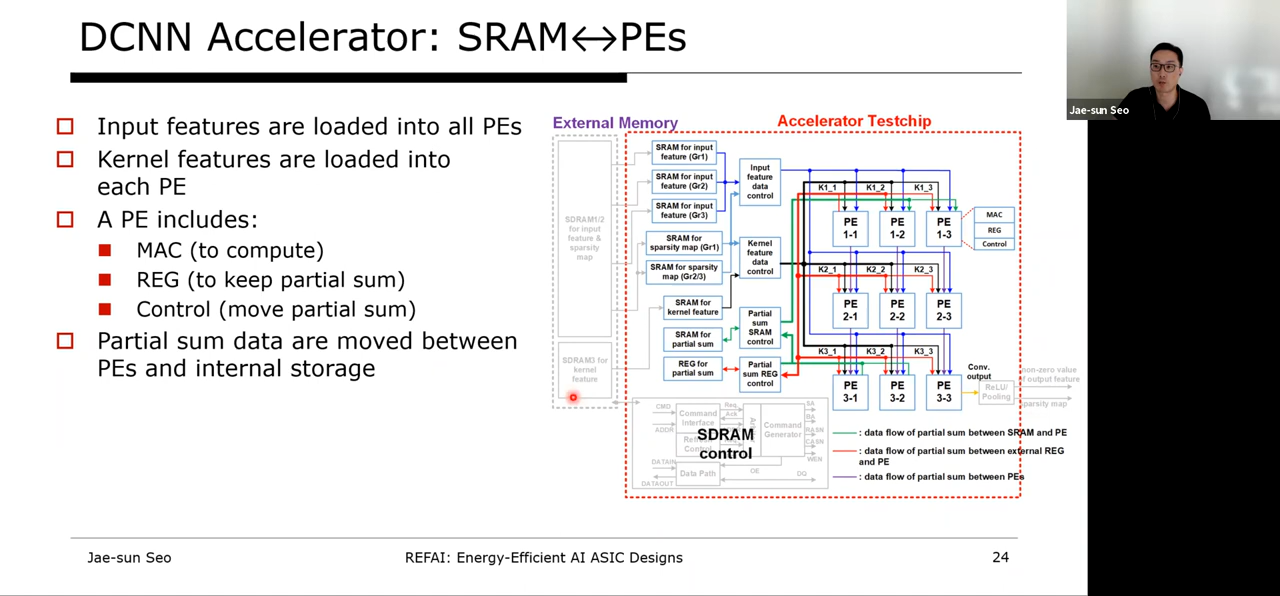 DCNN Accelerator: SRAM↔PEs
Jae-sun Seo
Input features are loaded into all PEs
Kernel features are loaded into
each PE
A PE includes:
MAC (to compute)
REG (to keep partial sum)
Control (move partial sum)
Partial sum data are moved between
PEs and internal storage
External Memory
Accelerator Testchip
SDRAM1/2
for input
feature &
sparsity
map
SDRAM3 for
kernel
feature
SRAM for input
feature (Gr1)
SRAM for input
feature (Gr2)
SRAM for input
feature (Gr3)
SRAM for
sparsity map (Gr1)
SRAM for sparsity
map (Gr2/3)
SRAM for
kernel feature
SRAM for
partial sum
REG for
partial sum
Input
feature
data
control
Kernel
feature
data
control
Partial
sum
SRAM
control
Partial
sum REG
control
K1_1
K1_2
K1_3
PE
1-1
PE
1-2
PE
1-3
MAC
REG
Control
K2_1
K2_2
K2_3
PE
2-1
PE
2-2
PE
2-3
K3_1
K3_2
K3_3
PE
3-1
PE
3-2
PE
3-3
Conv.
output
ReLU/
Pooling
non-zero value
of output feature
sparsity map
CMD
ADDR
DATAIN
DATAOUT
Command
Interface
Req
Ack
Control
Command
Generator
Data Path
OE
SA
BA
RASN
CASN
WEN
DQ
SDRAM
control
: data flow of partial sum between SRAM and PE
: data flow of partial sum between external REG
and PE
: data flow of partial sum between PEs
Jae-sun Seo
REFAI: Energy-Efficient AI ASIC Designs
24